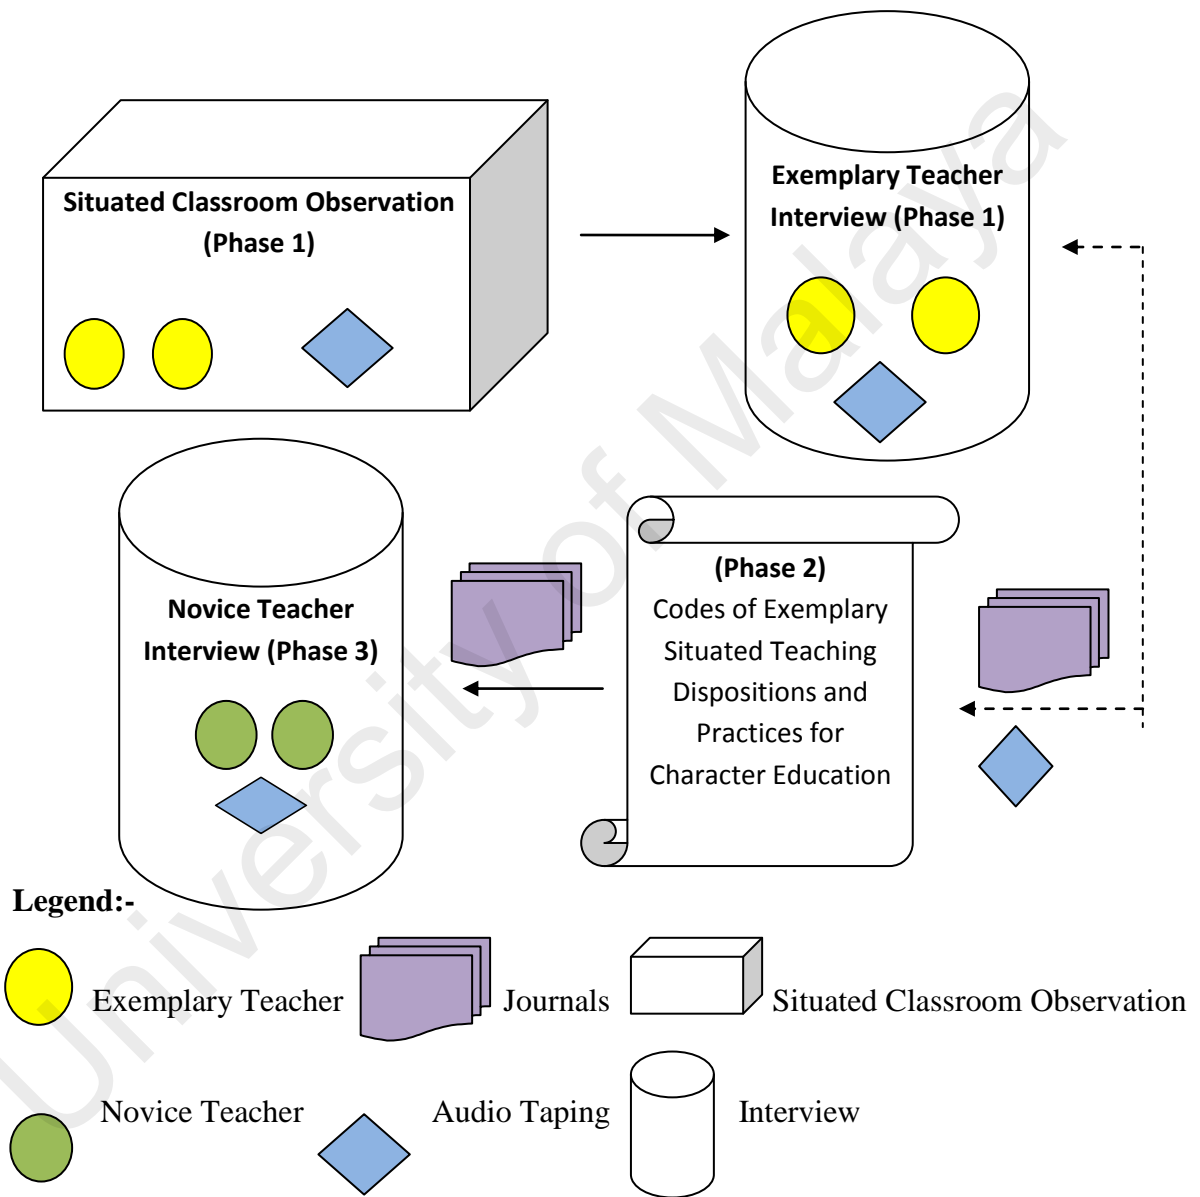 Situated Classroom Observation
(Phase 1)
Exemplary Teacher
Interview (Phase 1)
Novice Teacher
Interview (Phase 3)
(Phase 2)
Codes of Exemplary
Situated Teaching
Dispositions and
Practices for
Character Education
Legend:-
Exemplary Teacher
Journals
Situated Classroom Observation
Novice Teacher
Audio Taping
Interview
University of Malaya